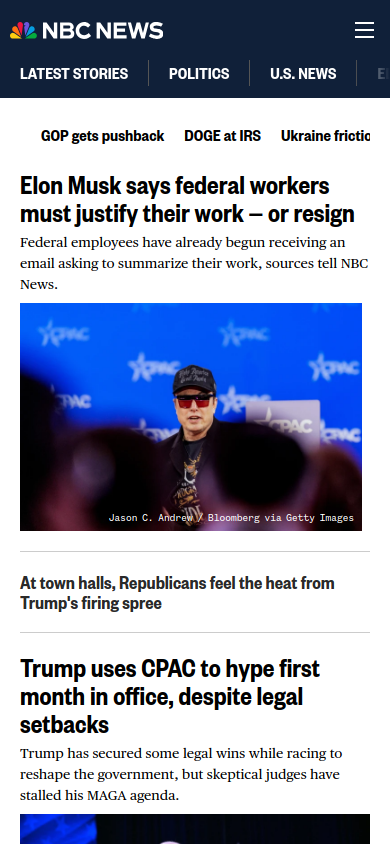 NBC NEWS
LATEST STORIES
POLITICS
U.S. NEWS
GOP gets pushback
DOGE at IRS
Ukraine frictio
Elon Musk says federal workers
must justify their work – or resign
Federal employees have already begun receiving an
email asking to summarize their work, sources tell NBC
News.
CPAC
CPAC
CPAC
CPAC
Jason C. Andrew / Bloomberg via Getty Images
At town halls, Republicans feel the heat from
Trump's firing spree
Trump uses CPAC to hype first
month in office, despite legal
setbacks
Trump has secured some legal wins while racing to
reshape the government, but skeptical judges have
stalled his MAGA agenda.